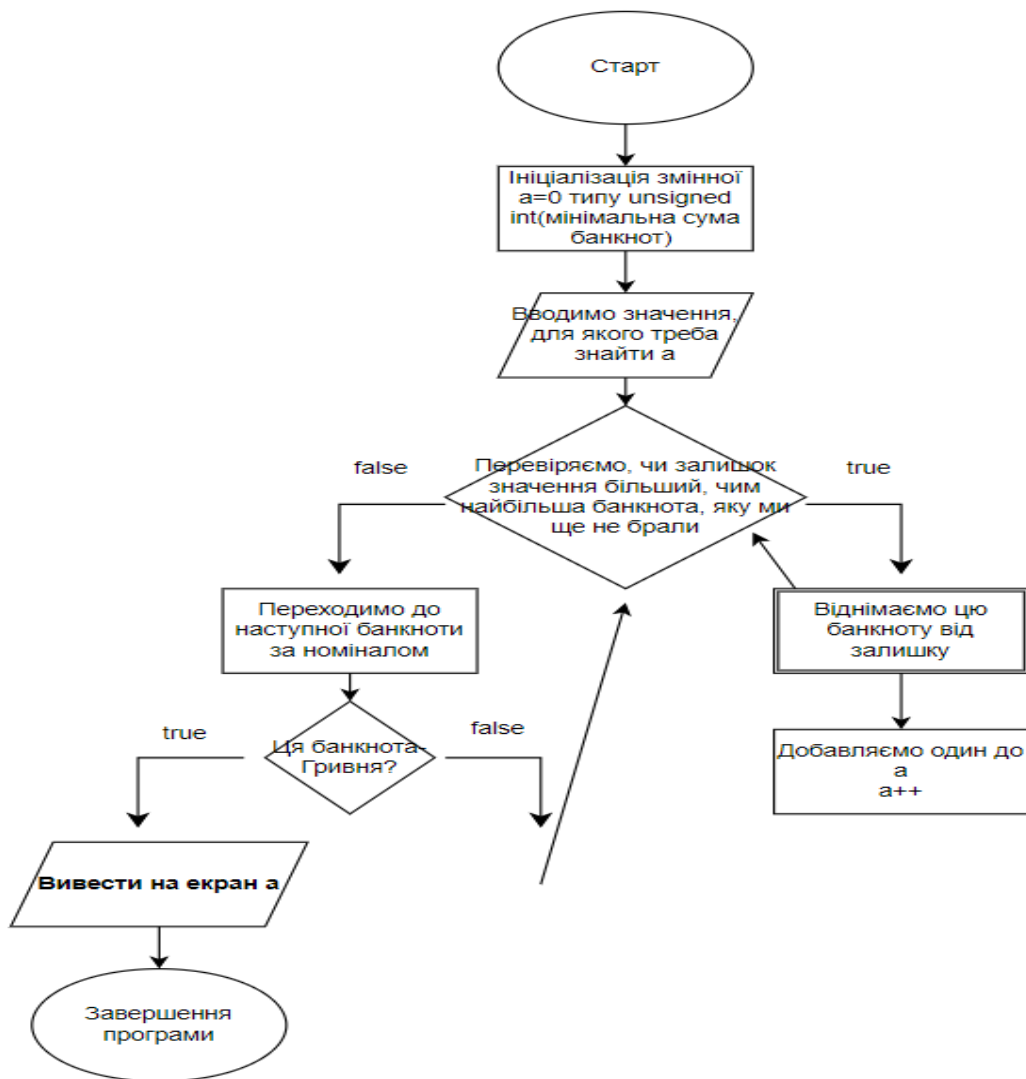 Старт
Ініціалізація змінної
a=0 типу unsigned
int(мінімальна сума
банкнот)
Вводимо значення,
для якого треба
знайти a
false
Перевіряємо, чи залишок
значення більший, чим
найбільша банкнота, яку ми
ще не брали
true
Переходимо до
наступної банкноти
за номіналом
Віднімаємо цю
банкноту від
залишку
true
Ця банкнота-
Гривня?
false
Добавляємо один до
a
a++
Вивести на екран a
Завершення
програми